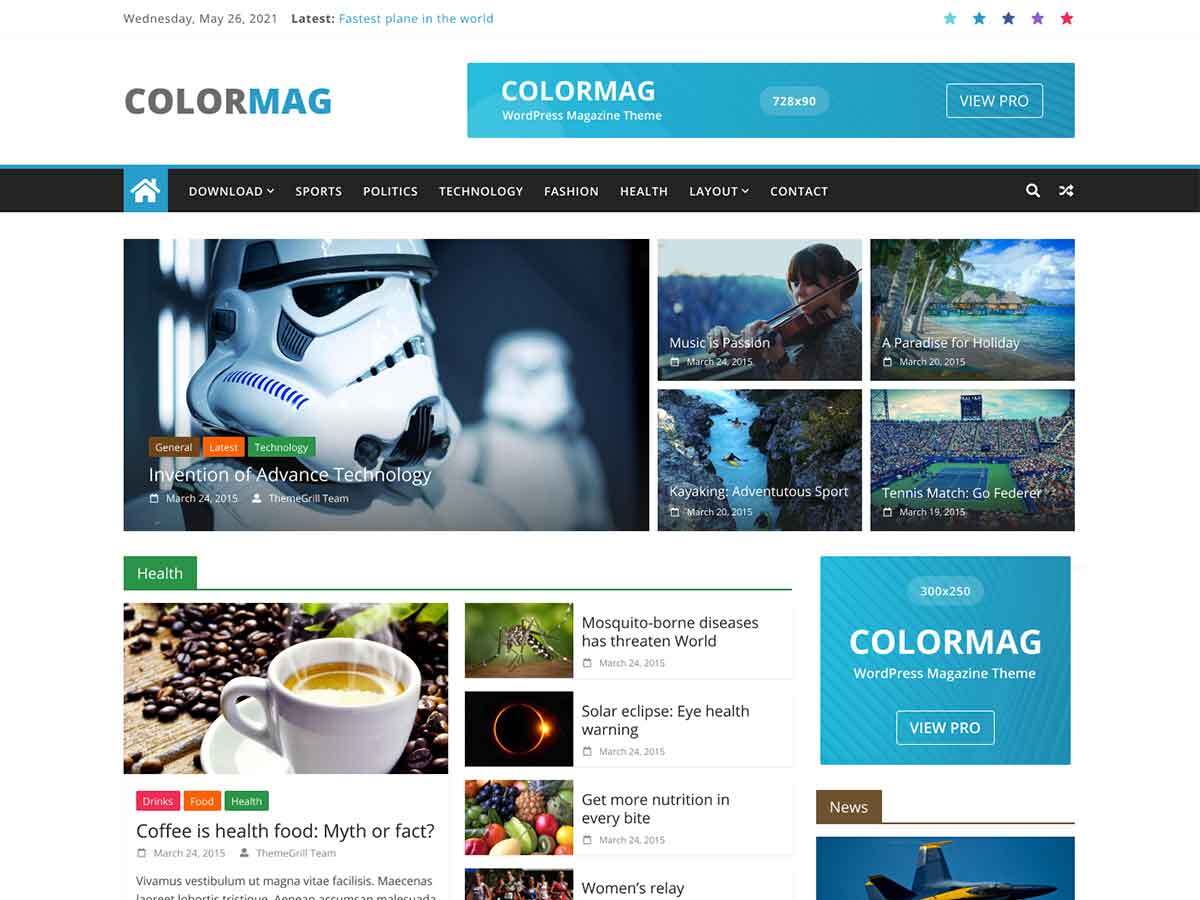 Wednesday, May 26, 2021 Latest: Fastest plane in the world
COLORMAG
COLORMAG
WordPress Magazine Theme
728x90
VIEW PRO
DOWNLOAD SPORTS POLITICS TECHNOLOGY FASHION HEALTH LAYOUT CONTACT
General Latest Technology
Invention of Advance Technology
March 24, 2015 ThemeGrill Team
Music is Passion
March 24, 2015
A Paradise for Holiday
March 20, 2015
Kayaking: Adventutous Sport
March 20, 2015
Tennis Match: Go Federer
March 19, 2015
Health
Drinks Food Health
Coffee is health food: Myth or fact?
March 24, 2015 ThemeGrill Team
Vivamus vestibulum ut magna vitae facilisis. Maecenas
laoreet lobortis tristique. Aenean accumsan malesuada
Mosquito-borne diseases
has threaten World
March 24, 2015
Solar eclipse: Eye health
warning
March 24, 2015
Get more nutrition in
every bite
March 24, 2015
Women's relay
300x250
COLORMAG
WordPress Magazine Theme
VIEW PRO
News